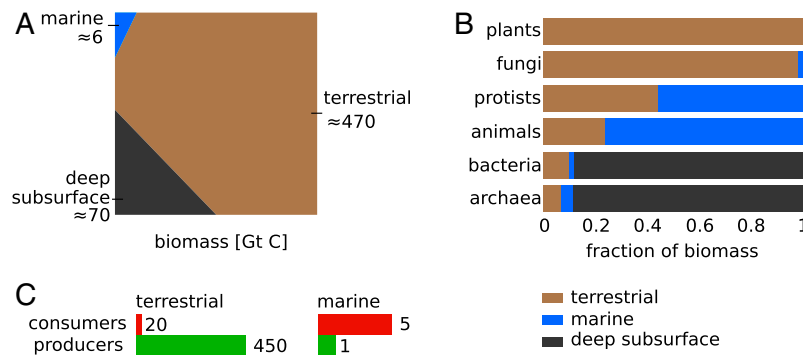 A
marine
≈6
terrestrial
≈470
deep
subsurface
≈70
biomass [Gt C]
B
plants
fungi
protists
animals
bacteria
archaea
0 0.2 0.4 0.6 0.8 1
fraction of biomass
terrestrial
marine
deep subsurface
C
terrestrial marine
consumers 20 5
producers 450 1